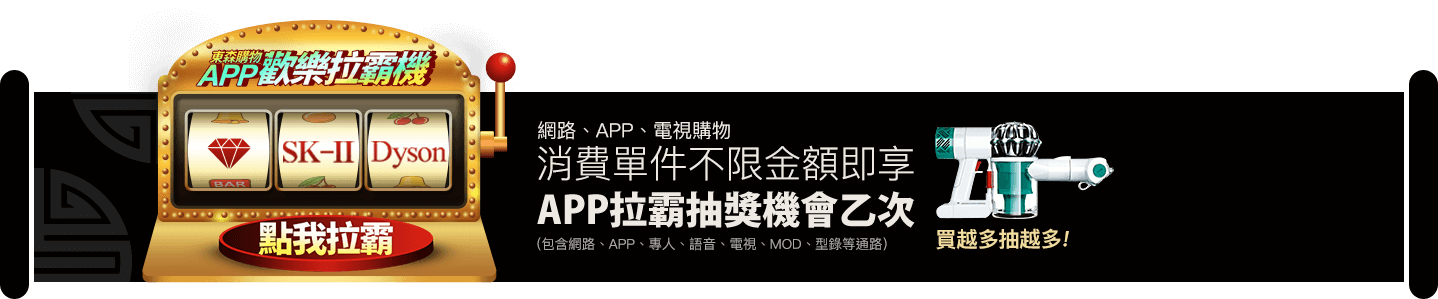 東森購物
APP歡樂拉霸機
BAR
SK-II
Dyson
點我拉霸
網路、APP、電視購物
消費單件不限金額即享
APP拉霸抽獎機會乙次
(包含網路、APP、專人、語音、電視、MOD、型錄等通路)
買越多抽越多!